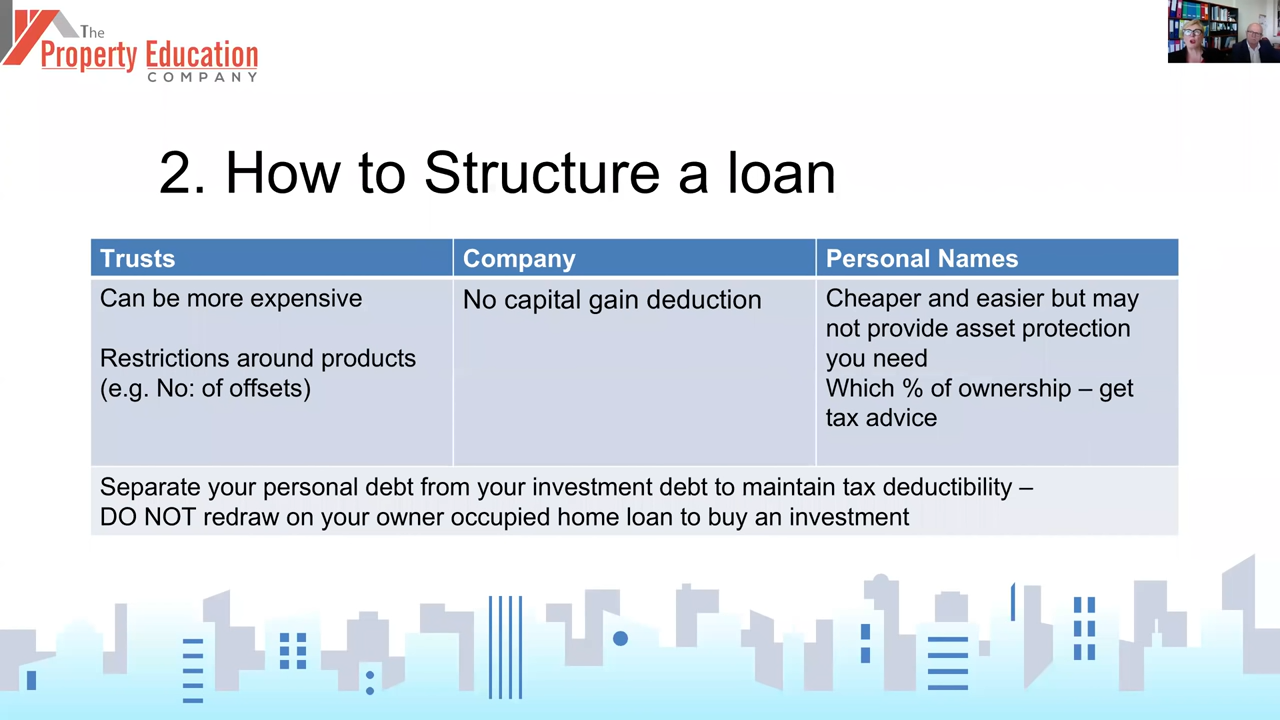 The
Property Education
COMPANY
2. How to Structure a loan
Trusts
Company
Personal Names
Can be more expensive
Restrictions around products
(e.g. No: of offsets)
No capital gain deduction
Cheaper and easier but may
not provide asset protection
you need
Which % of ownership – get
tax advice
Separate your personal debt from your investment debt to maintain tax deductibility –
DO NOT redraw on your owner occupied home loan to buy an investment